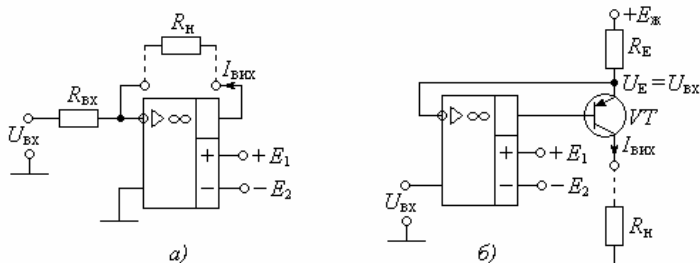 Rн
Iвих
Rвх
Uвх
▷ ∞
+
+ E₁
−
− E₂
а)
+ Eж
RE
UE = Uвх
VT
▷ ∞
Iвих
+
+ E₁
−
− E₂
Uвх
Rн
б)